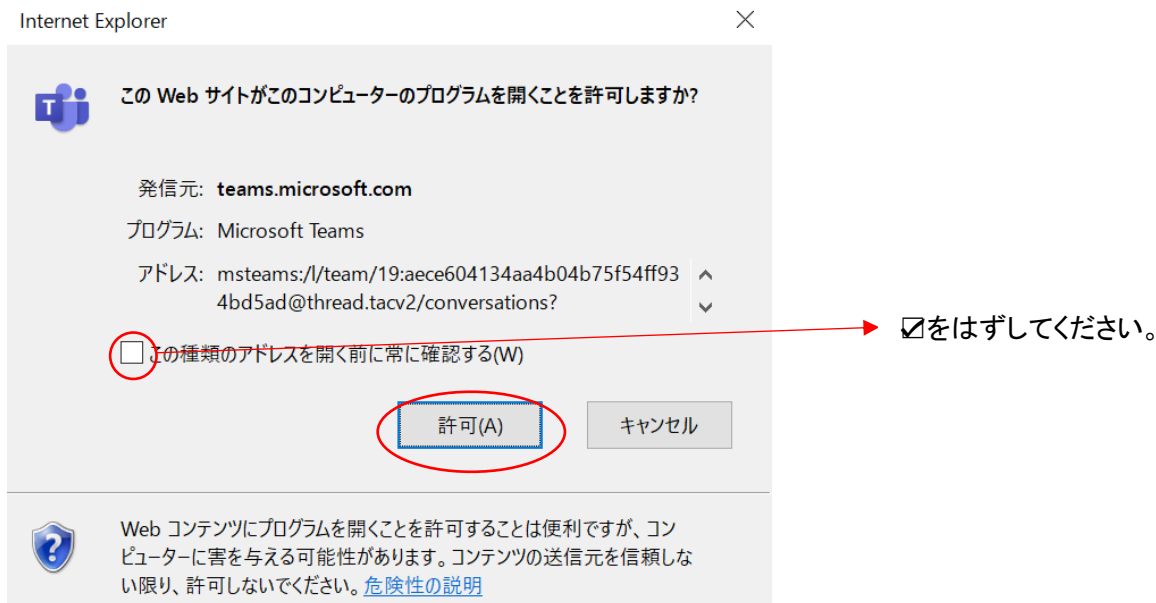 Internet Explorer
この Web サイトがこのコンピューターのプログラムを開くことを許可しますか?
発信元: teams.microsoft.com
プログラム: Microsoft Teams
アドレス: msteams:/l/team/19:aece604134aa4b04b75f54ff93
4bd5ad@thread.tacv2/conversations?
この種類のアドレスを開く前に常に確認する(W)
☑をはずしてください。
許可(A)
キャンセル
Web コンテンツにプログラムを開くことを許可することは便利ですが、コン
ピューターに害を与える可能性があります。コンテンツの送信元を信頼しな
い限り、許可しないでください。危険性の説明